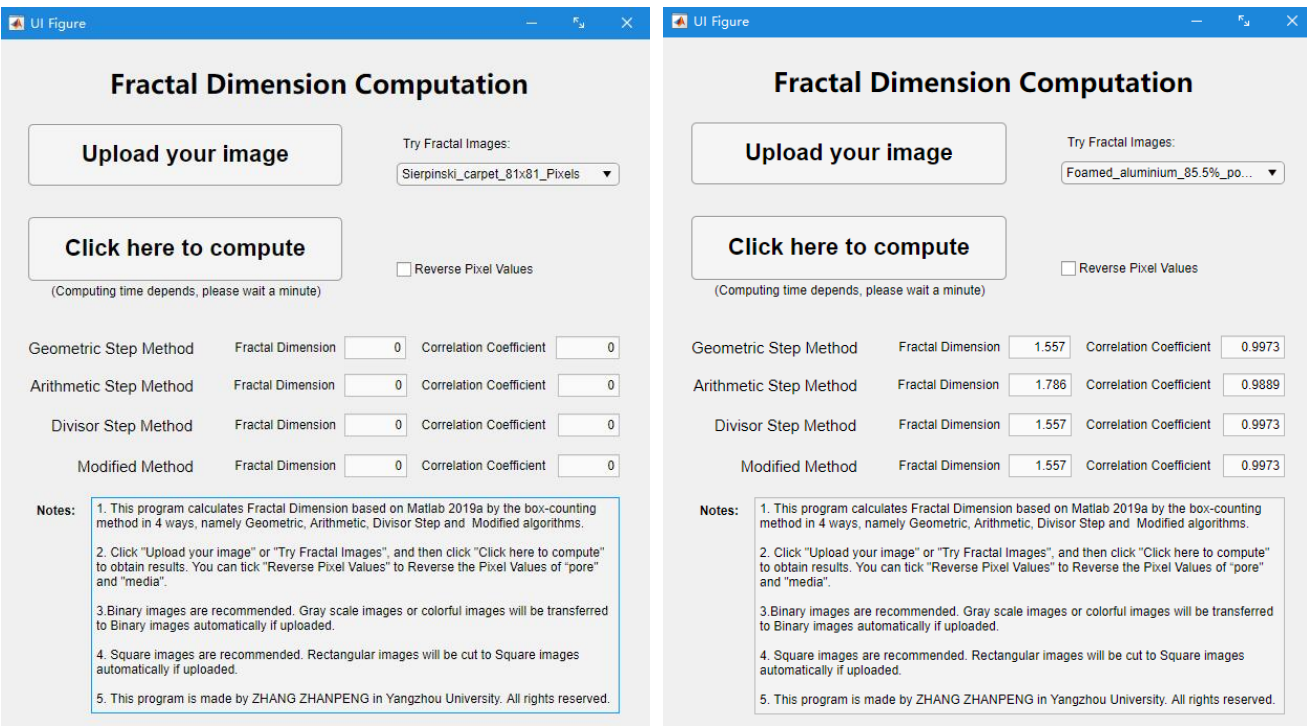 UI Figure
Fractal Dimension Computation
Upload your image
Try Fractal Images:
Sierpinski_carpet_81x81_Pixels
Click here to compute
Reverse Pixel Values
(Computing time depends, please wait a minute)
Geometric Step Method Fractal Dimension 0 Correlation Coefficient 0
Arithmetic Step Method Fractal Dimension 0 Correlation Coefficient 0
Divisor Step Method Fractal Dimension 0 Correlation Coefficient 0
Modified Method Fractal Dimension 0 Correlation Coefficient 0
Notes:
1. This program calculates Fractal Dimension based on Matlab 2019a by the box-counting
method in 4 ways, namely Geometric, Arithmetic, Divisor Step and Modified algorithms.
2. Click "Upload your image" or "Try Fractal Images", and then click "Click here to compute"
to obtain results. You can tick "Reverse Pixel Values" to Reverse the Pixel Values of “pore”
and "media".
3.Binary images are recommended. Gray scale images or colorful images will be transferred
to Binary images automatically if uploaded.
4. Square images are recommended. Rectangular images will be cut to Square images
automatically if uploaded.
5. This program is made by ZHANG ZHANPENG in Yangzhou University. All rights reserved.
UI Figure
Fractal Dimension Computation
Upload your image
Try Fractal Images:
Foamed_aluminium_85.5%_po...
Click here to compute
Reverse Pixel Values
(Computing time depends, please wait a minute)
Geometric Step Method Fractal Dimension 1.557 Correlation Coefficient 0.9973
Arithmetic Step Method Fractal Dimension 1.786 Correlation Coefficient 0.9889
Divisor Step Method Fractal Dimension 1.557 Correlation Coefficient 0.9973
Modified Method Fractal Dimension 1.557 Correlation Coefficient 0.9973
Notes:
1. This program calculates Fractal Dimension based on Matlab 2019a by the box-counting
method in 4 ways, namely Geometric, Arithmetic, Divisor Step and Modified algorithms.
2. Click "Upload your image" or "Try Fractal Images", and then click "Click here to compute"
to obtain results. You can tick "Reverse Pixel Values" to Reverse the Pixel Values of “pore”
and "media".
3.Binary images are recommended. Gray scale images or colorful images will be transferred
to Binary images automatically if uploaded.
4. Square images are recommended. Rectangular images will be cut to Square images
automatically if uploaded.
5. This program is made by ZHANG ZHANPENG in Yangzhou University. All rights reserved.